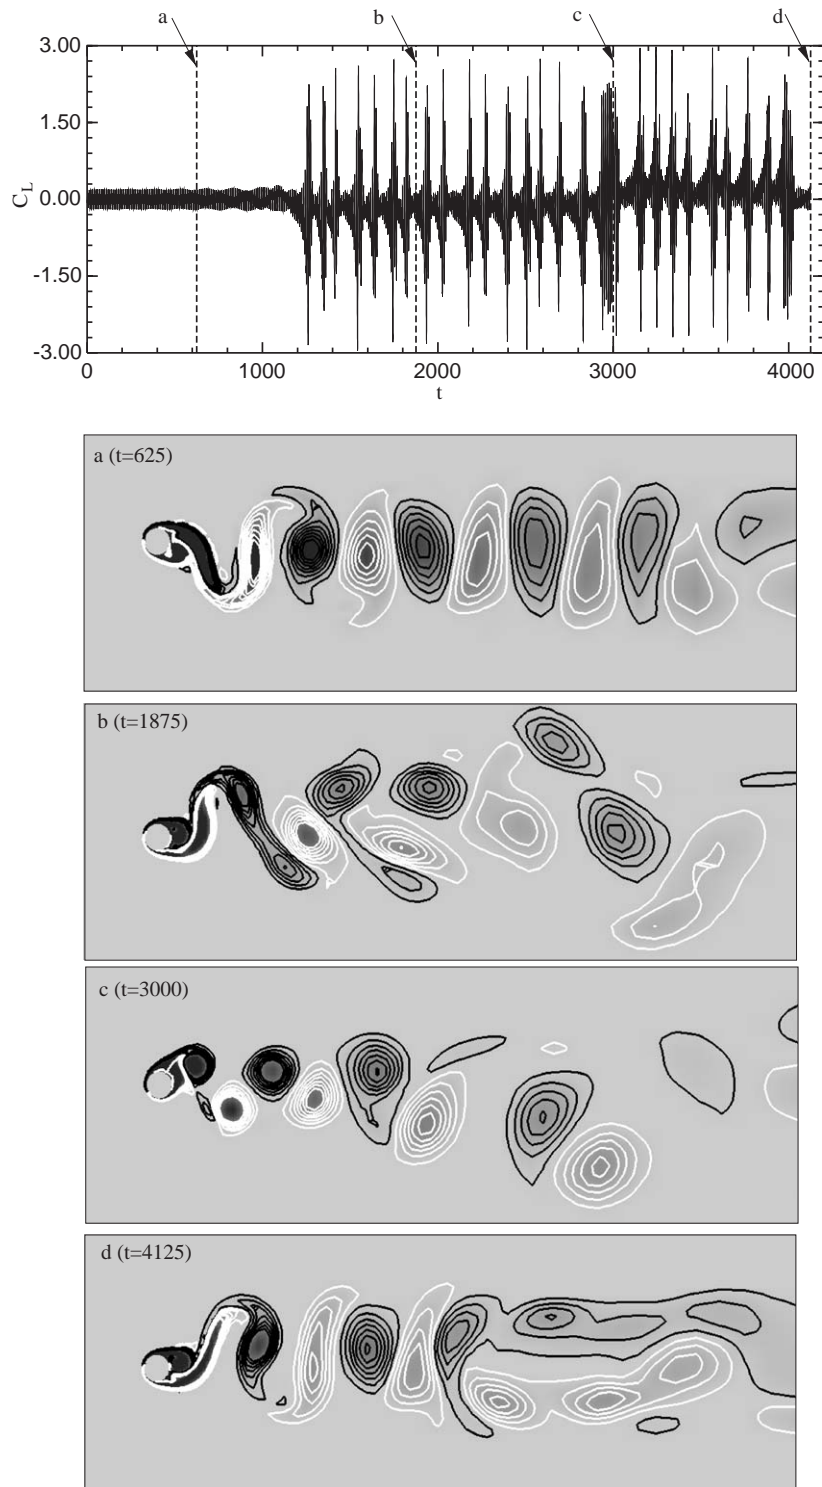 a b c d
3.00
1.50
0.00
-1.50
-3.00
C_L
0 1000 2000 3000 4000
t
a (t=625)
b (t=1875)
c (t=3000)
d (t=4125)